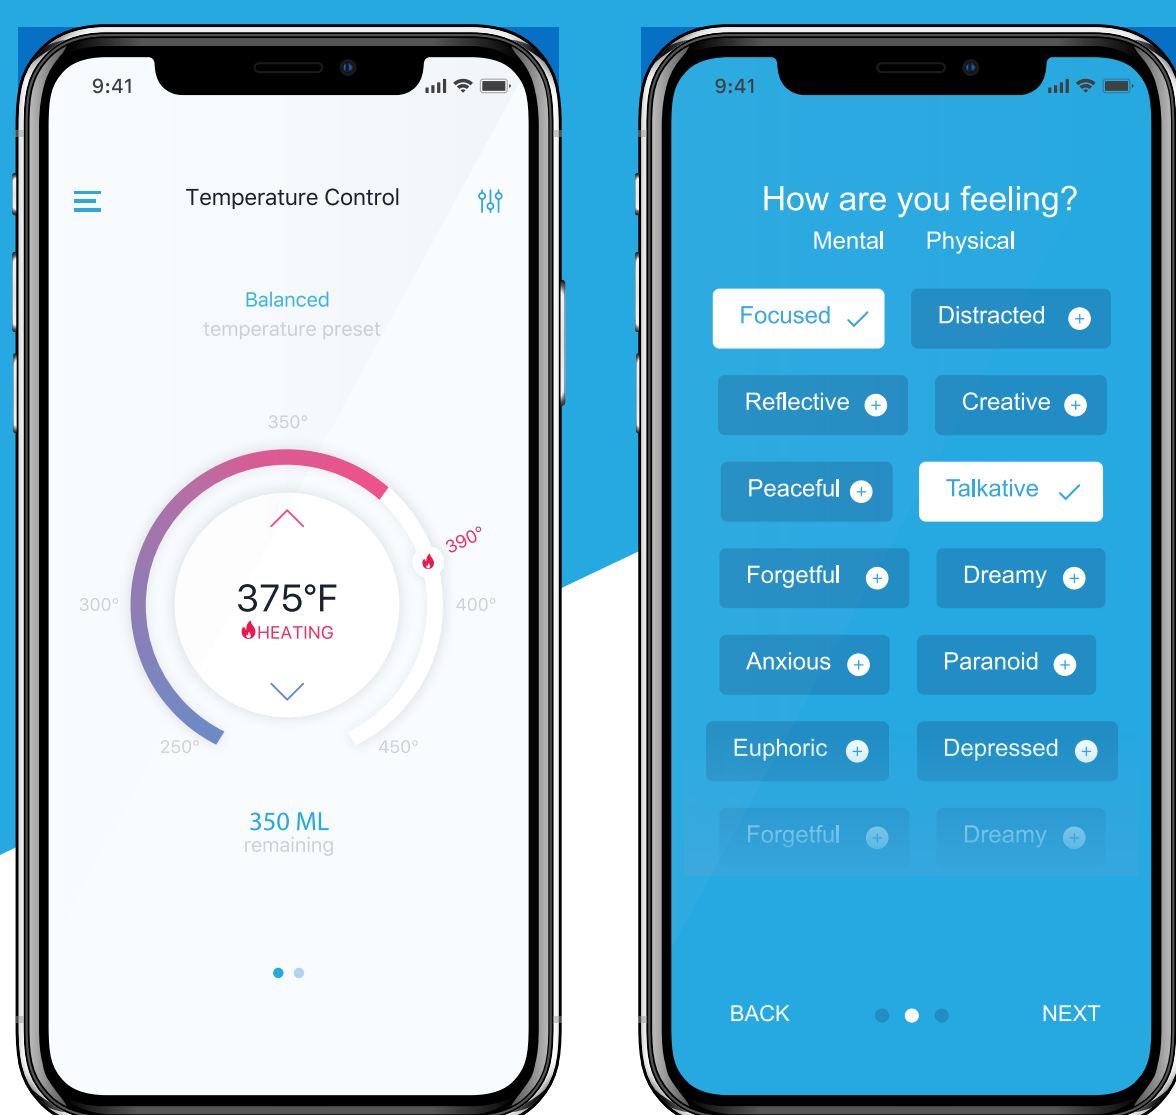 9:41
Temperature Control
Balanced
temperature preset
350°
390°
300°
400°
375°F
HEATING
250°
450°
350 ML
remaining
9:41
How are you feeling?
Mental Physical
Focused Distracted
Reflective Creative
Peaceful Talkative
Forgetful Dreamy
Anxious Paranoid
Euphoric Depressed
Forgetful Dreamy
BACK NEXT